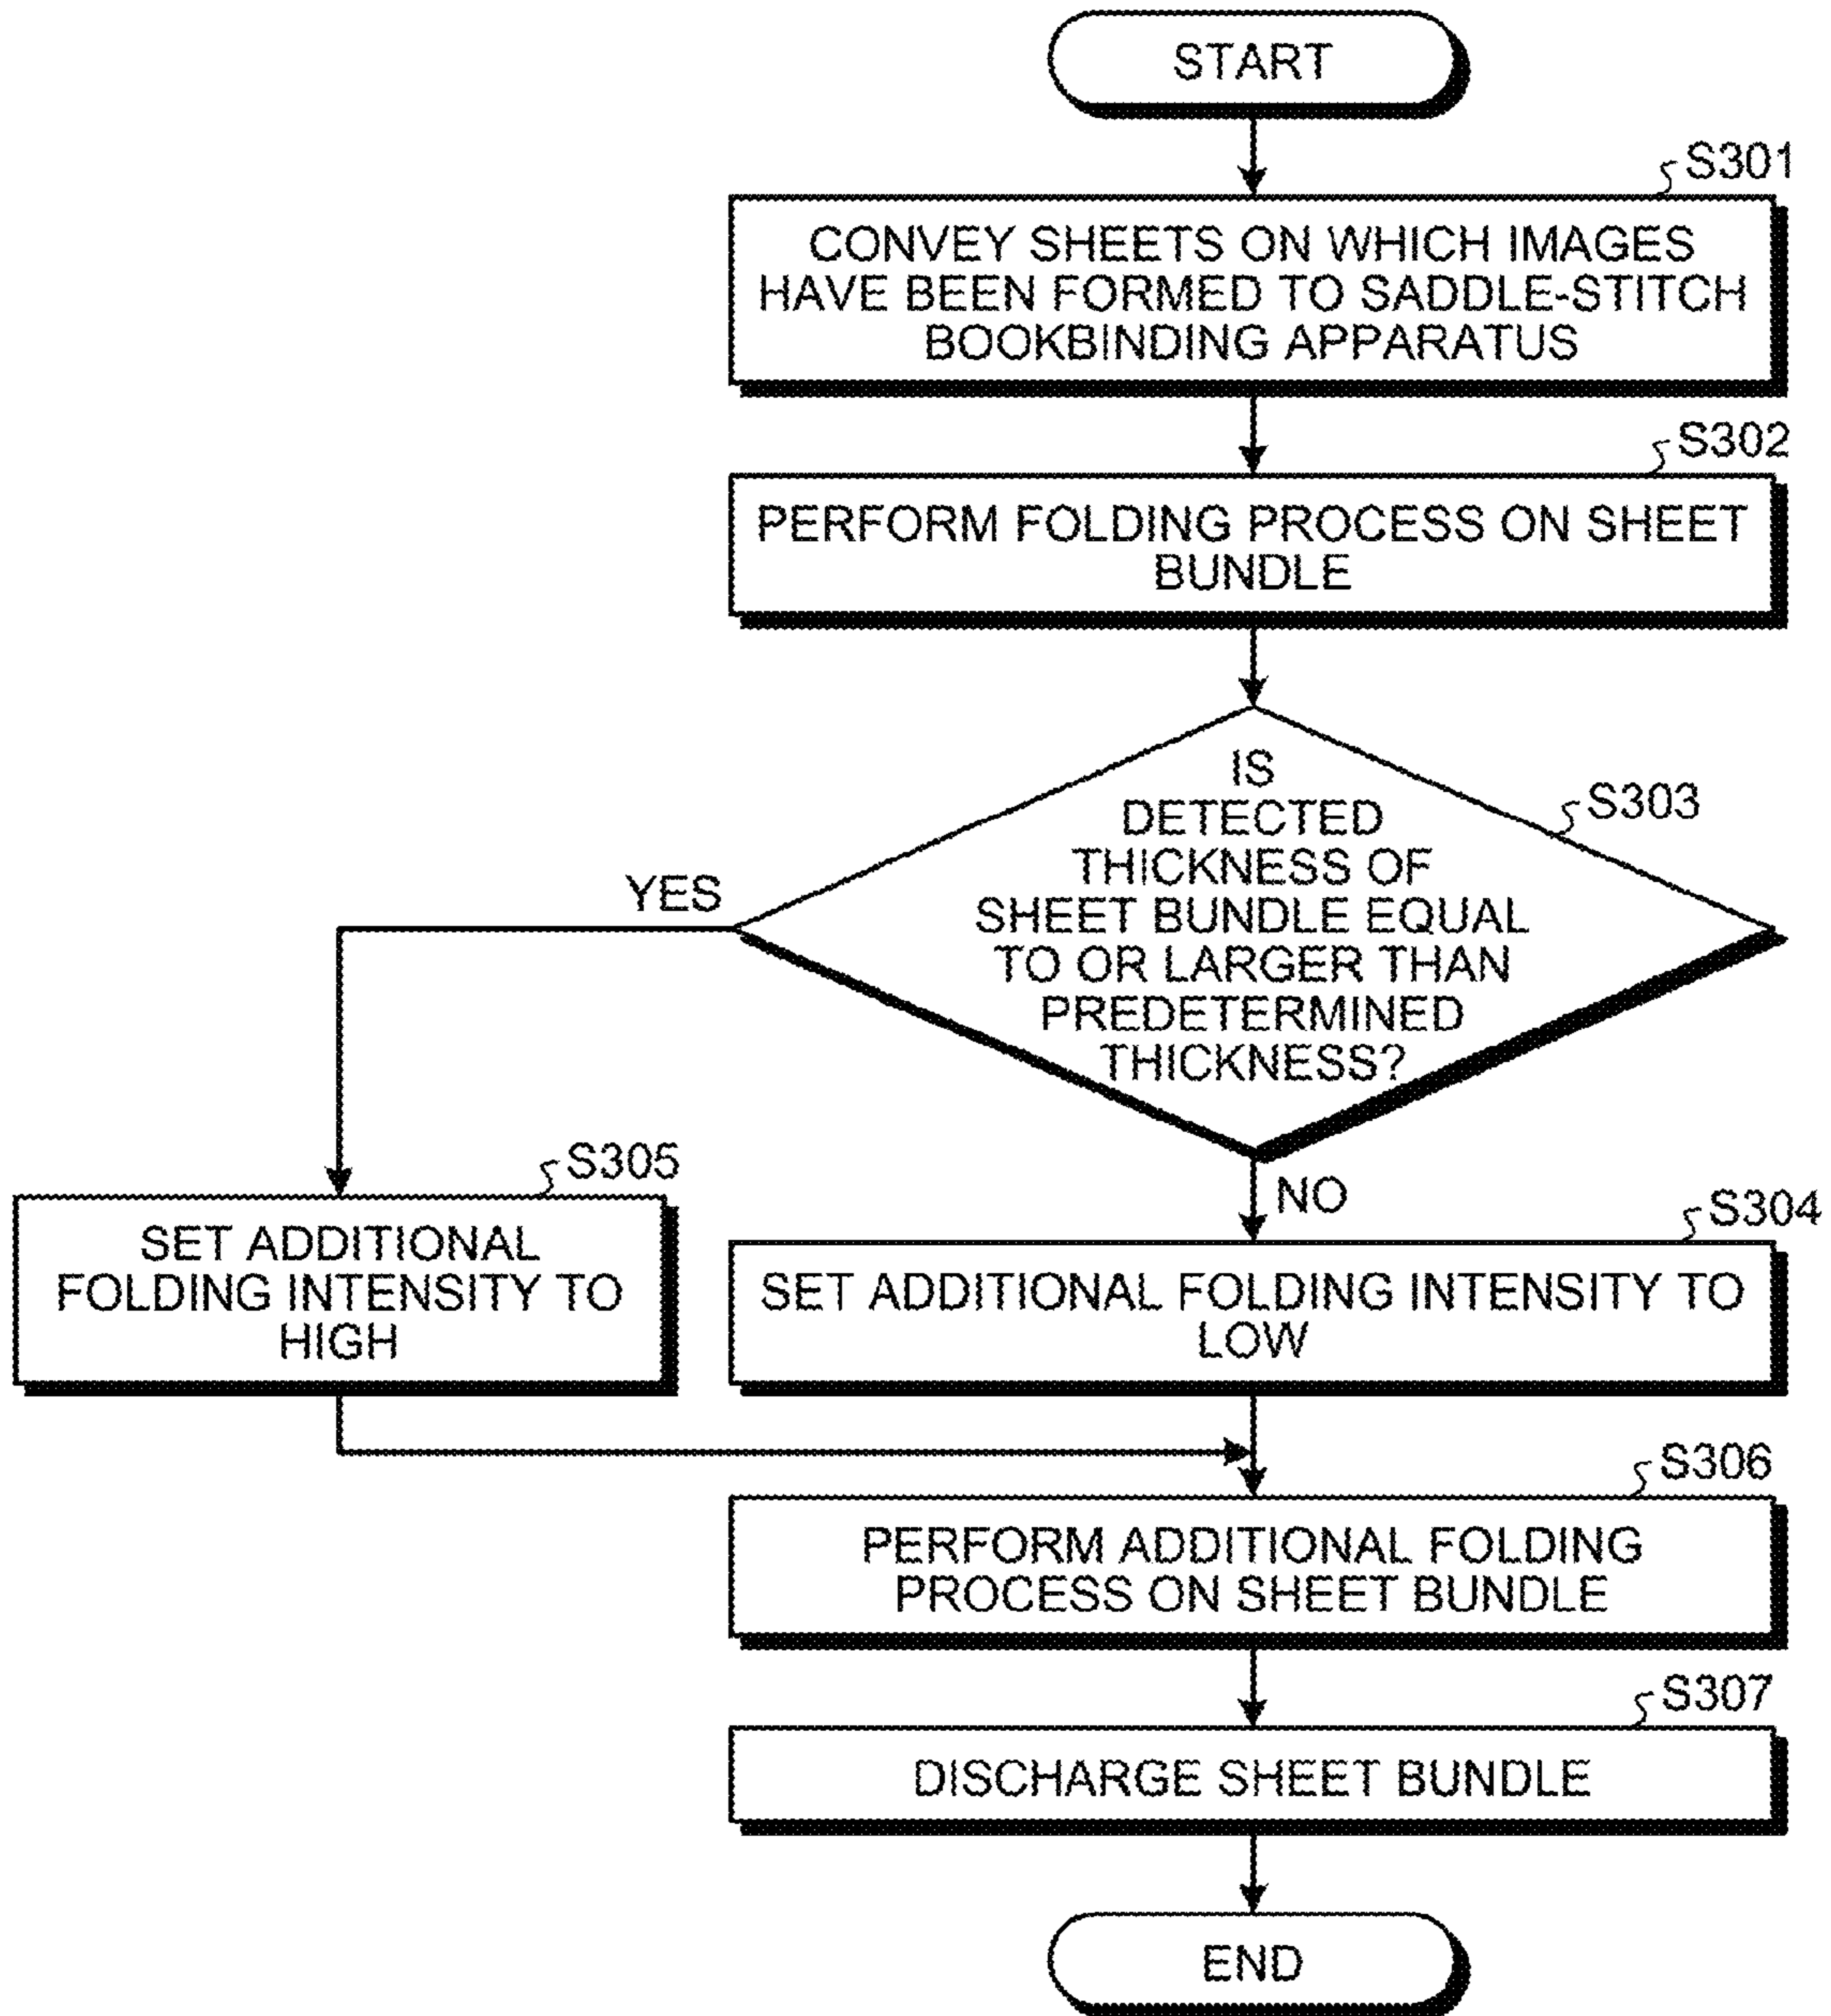 START
S301
CONVEY SHEETS ON WHICH IMAGES
HAVE BEEN FORMED TO SADDLE-STITCH
BOOKBINDING APPARATUS
S302
PERFORM FOLDING PROCESS ON SHEET
BUNDLE
S303
IS
DETECTED
THICKNESS OF
SHEET BUNDLE EQUAL
TO OR LARGER THAN
PREDETERMINED
THICKNESS?
YES
NO
S305
SET ADDITIONAL
FOLDING INTENSITY TO
HIGH
S304
SET ADDITIONAL FOLDING INTENSITY TO
LOW
S306
PERFORM ADDITIONAL FOLDING
PROCESS ON SHEET BUNDLE
S307
DISCHARGE SHEET BUNDLE
END